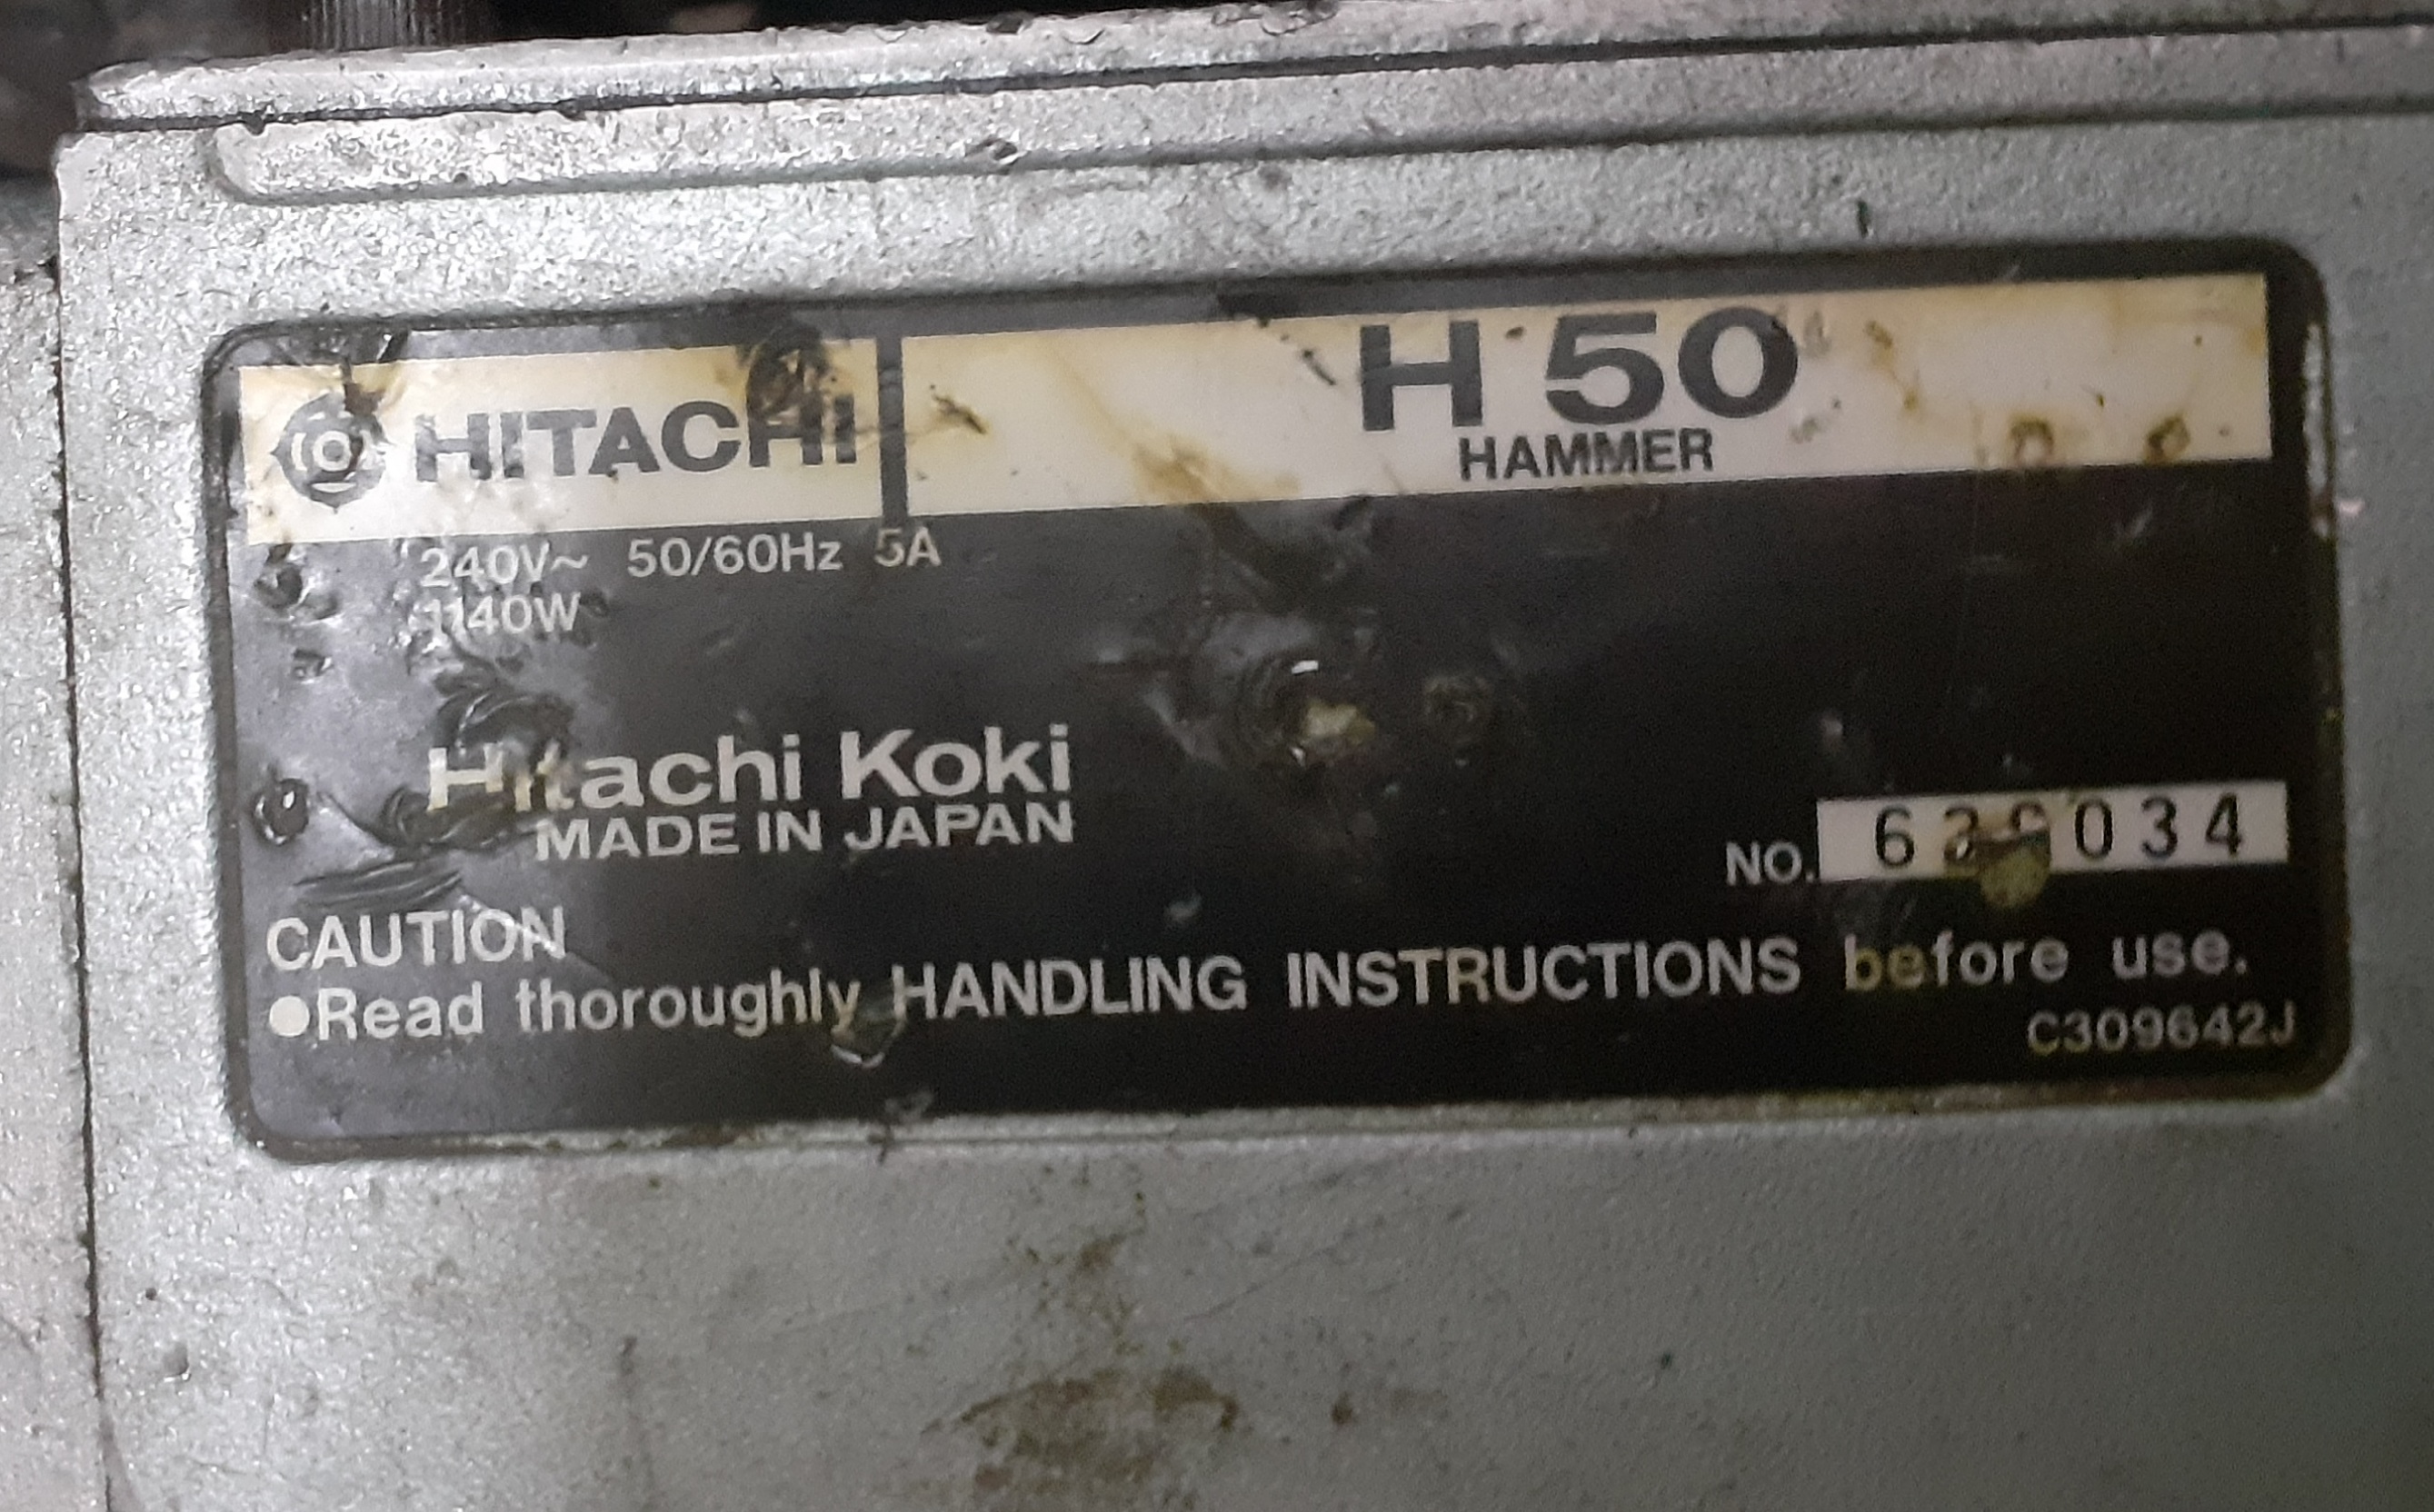 HITACHI
H 50
HAMMER
240V~ 50/60Hz 5A
1140W
Hitachi Koki
MADE IN JAPAN
NO.
CAUTION
●Read thoroughly HANDLING INSTRUCTIONS before use.
C309642J